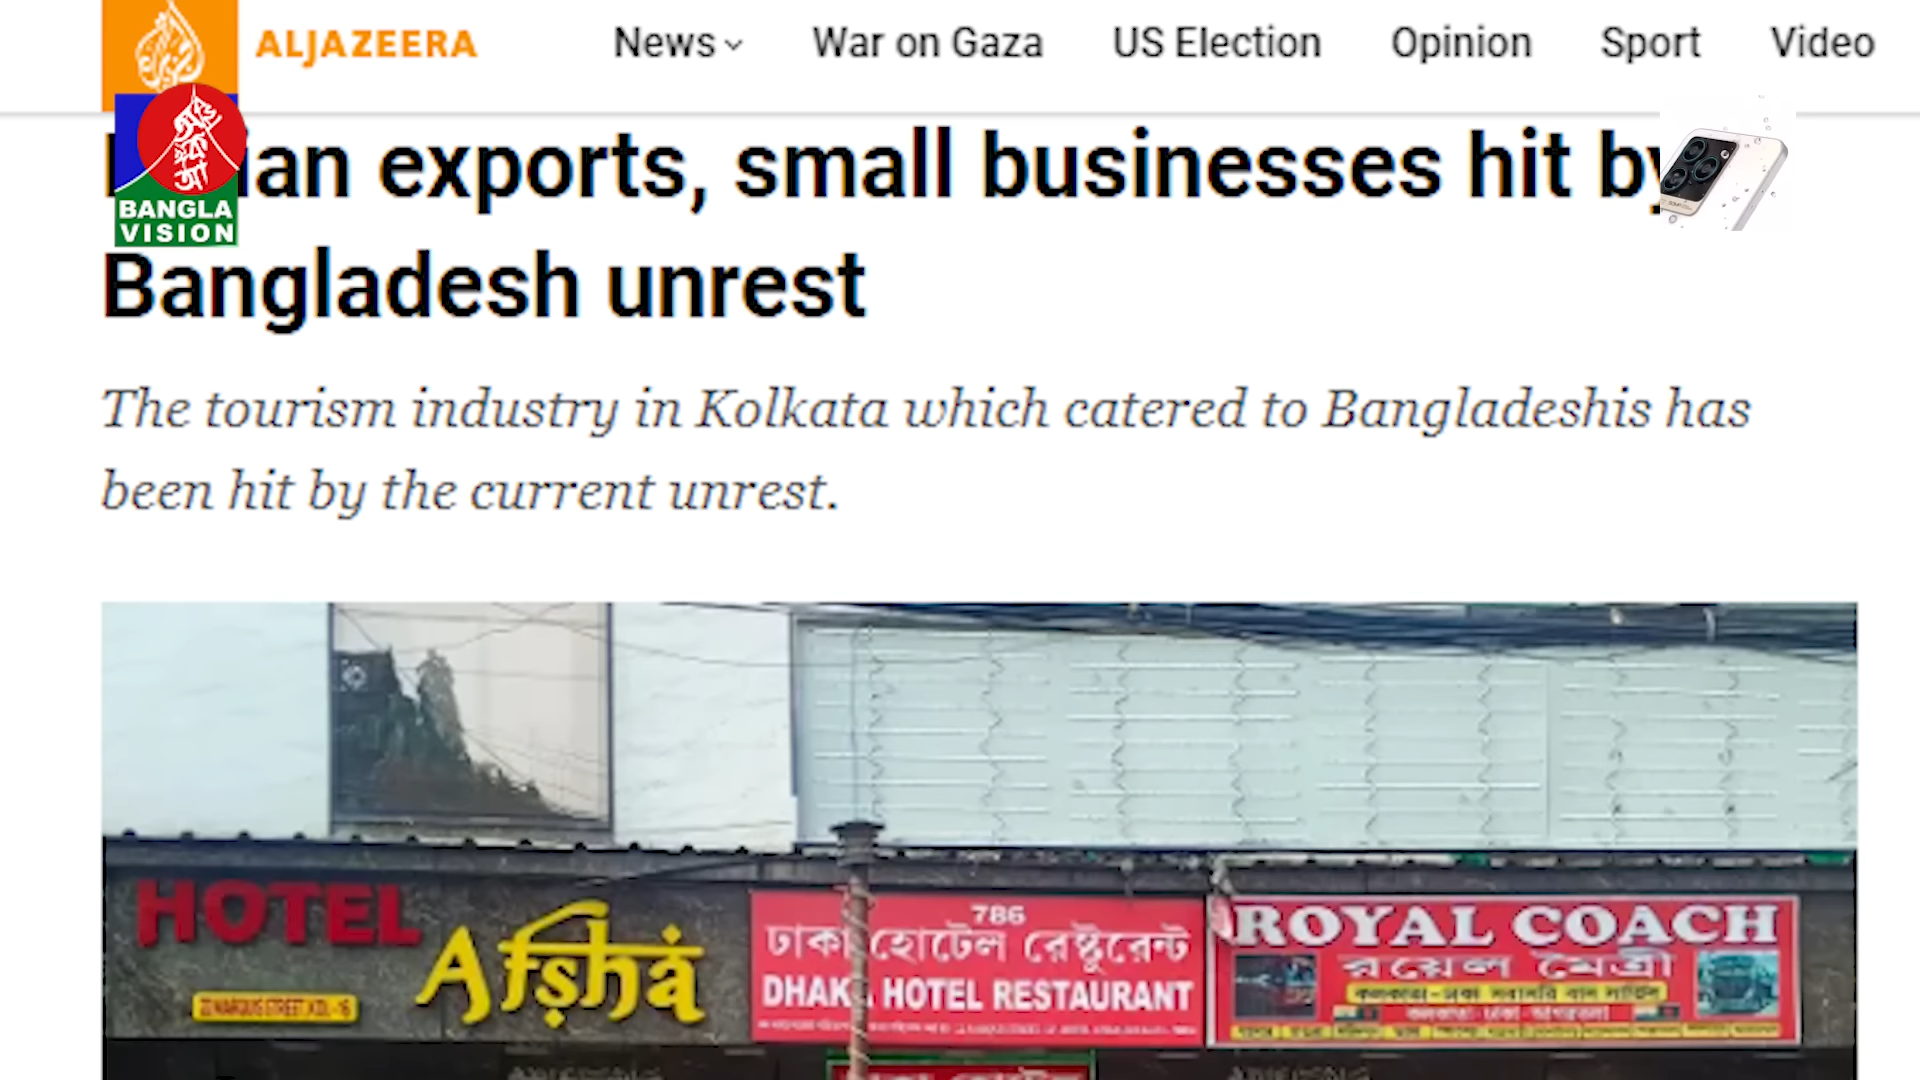 ALJAZEERA
News
War on Gaza
US Election
Opinion
Sport
Video
exports, small businesses hit by
Bangladesh unrest
BANGLA
VISION
The tourism industry in Kolkata which catered to Bangladeshis has
been hit by the current unrest.
HOTEL
Afsha
786
ঢাকা হোটেল রেষ্টুরেন্ট
DHAKA HOTEL RESTAURANT
ROYAL COACH
রয়েল মৈত্রী